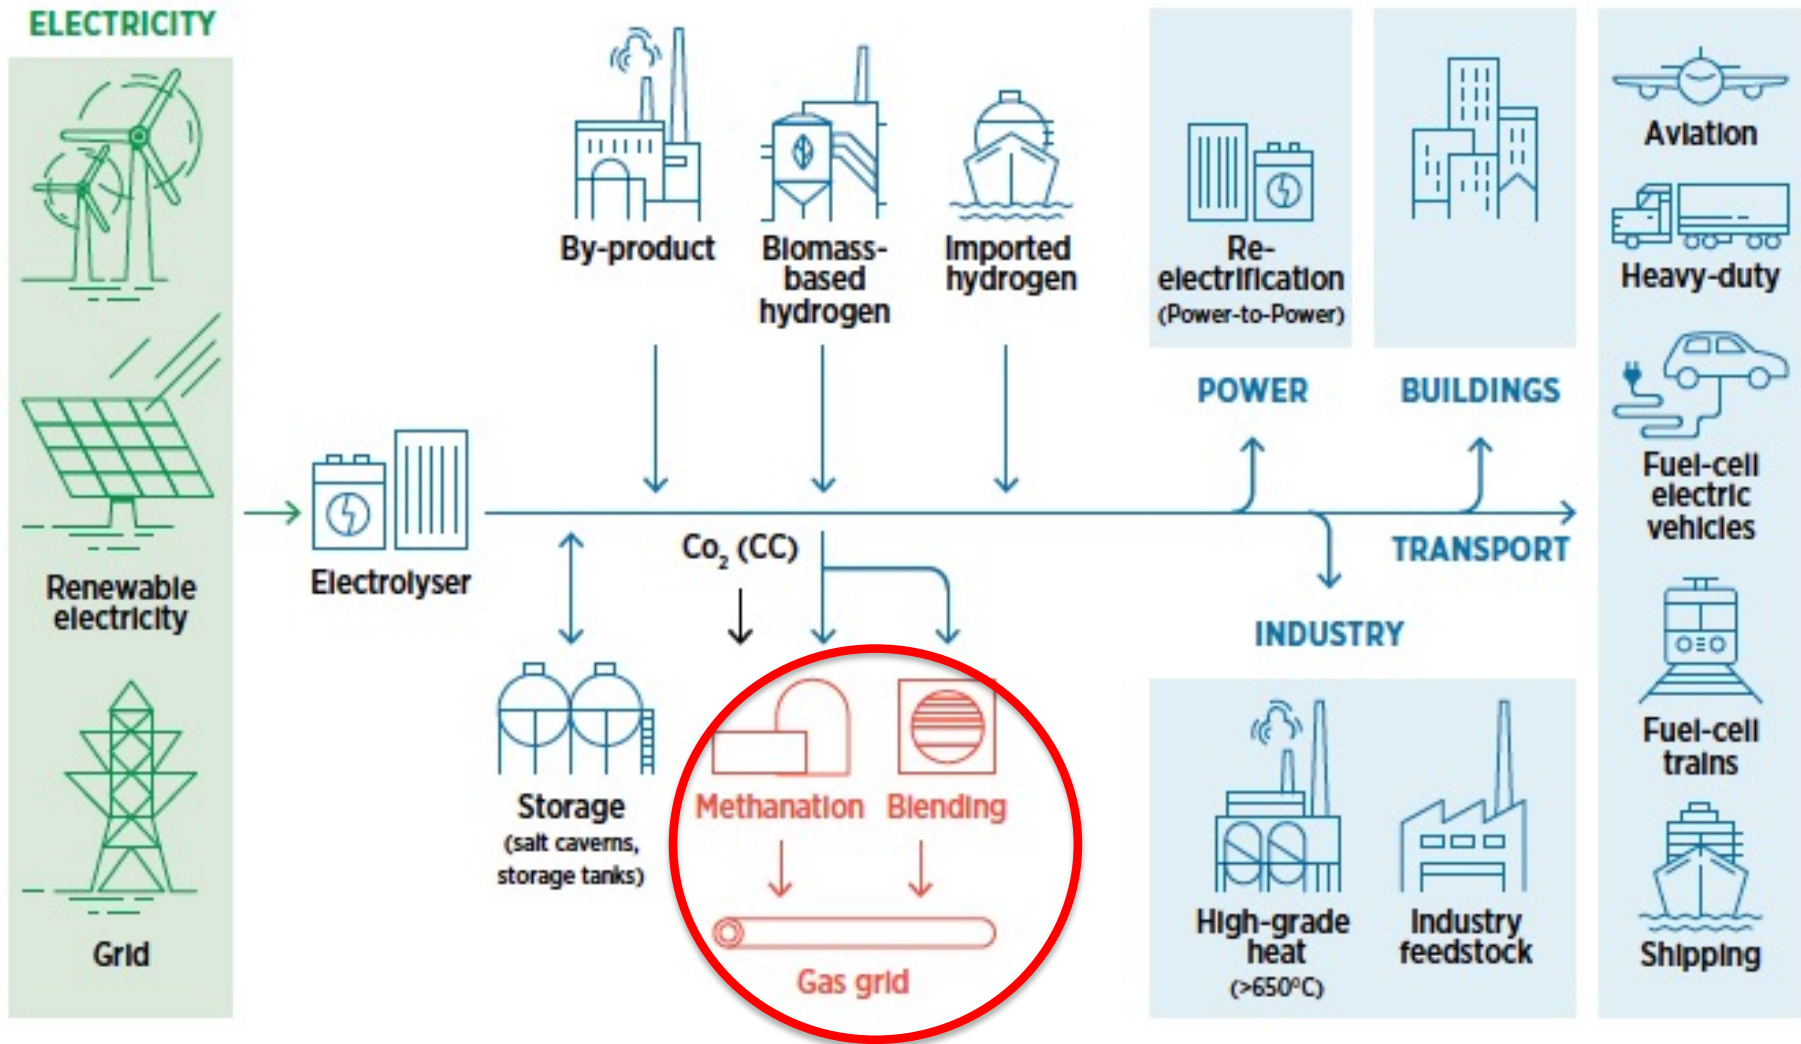 ELECTRICITY
Renewable
electricity
Grid
Electrolyser
By-product
Biomass-
based
hydrogen
Imported
hydrogen
Storage
(salt caverns,
storage tanks)
Co₂ (CC)
Methanation
Blending
Gas grid
Re-
electrification
(Power-to-Power)
POWER
BUILDINGS
TRANSPORT
INDUSTRY
High-grade
heat
(>650°C)
Industry
feedstock
Aviation
Heavy-duty
Fuel-cell
electric
vehicles
Fuel-cell
trains
Shipping